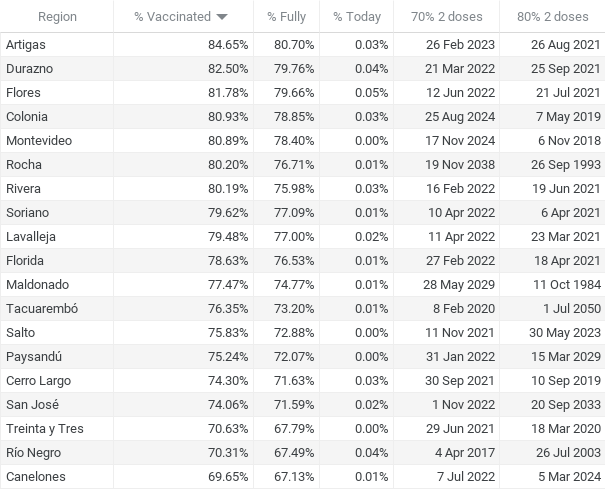 Region % Vaccinated % Fully % Today 70% 2 doses 80% 2 doses
Artigas 84.65% 80.70% 0.03% 26 Feb 2023 26 Aug 2021
Durazno 82.50% 79.76% 0.04% 21 Mar 2022 25 Sep 2021
Flores 81.78% 79.66% 0.05% 12 Jun 2022 21 Jul 2021
Colonia 80.93% 78.85% 0.03% 25 Aug 2024 7 May 2019
Montevideo 80.89% 78.40% 0.00% 17 Nov 2024 6 Nov 2018
Rocha 80.20% 76.71% 0.01% 19 Nov 2038 26 Sep 1993
Rivera 80.19% 75.98% 0.03% 16 Feb 2022 19 Jun 2021
Soriano 79.62% 77.09% 0.01% 10 Apr 2022 6 Apr 2021
Lavalleja 79.48% 77.00% 0.02% 11 Apr 2022 23 Mar 2021
Florida 78.63% 76.53% 0.01% 27 Feb 2022 18 Apr 2021
Maldonado 77.47% 74.77% 0.01% 28 May 2029 11 Oct 1984
Tacuarembó 76.35% 73.20% 0.01% 8 Feb 2020 1 Jul 2050
Salto 75.83% 72.88% 0.00% 11 Nov 2021 30 May 2023
Paysandú 75.24% 72.07% 0.00% 31 Jan 2022 15 Mar 2029
Cerro Largo 74.30% 71.63% 0.03% 30 Sep 2021 10 Sep 2019
San José 74.06% 71.59% 0.02% 1 Nov 2022 20 Sep 2033
Treinta y Tres 70.63% 67.79% 0.00% 29 Jun 2021 18 Mar 2020
Río Negro 70.31% 67.49% 0.04% 4 Apr 2017 26 Jul 2003
Canelones 69.65% 67.13% 0.01% 7 Jul 2022 5 Mar 2024